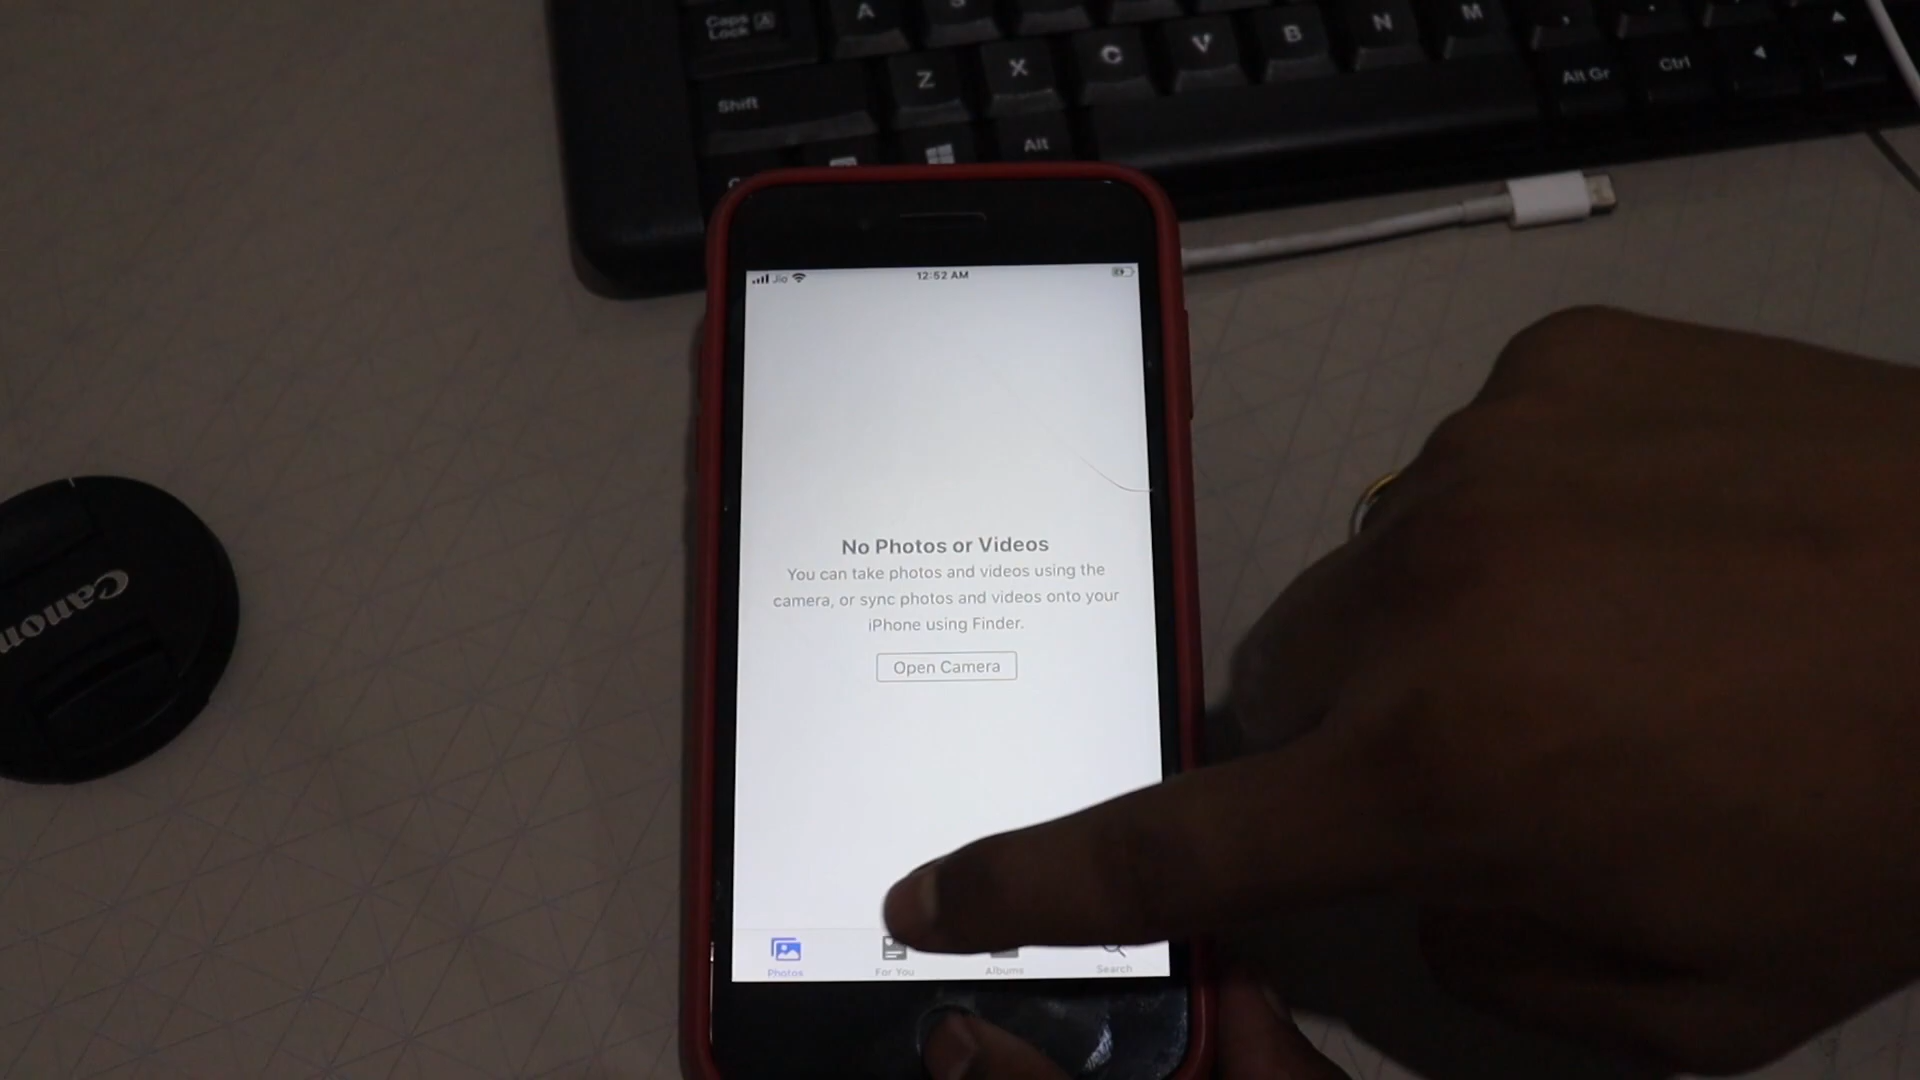 Caps Lock A
A
S
Z X C V B N M ,
Shift
Alt
Alt Gr
Ctrl
Jio
12:52 AM
No Photos or Videos
You can take photos and videos using the
camera, or sync photos and videos onto your
iPhone using Finder.
Open Camera
Photos For You Albums Search
Canon